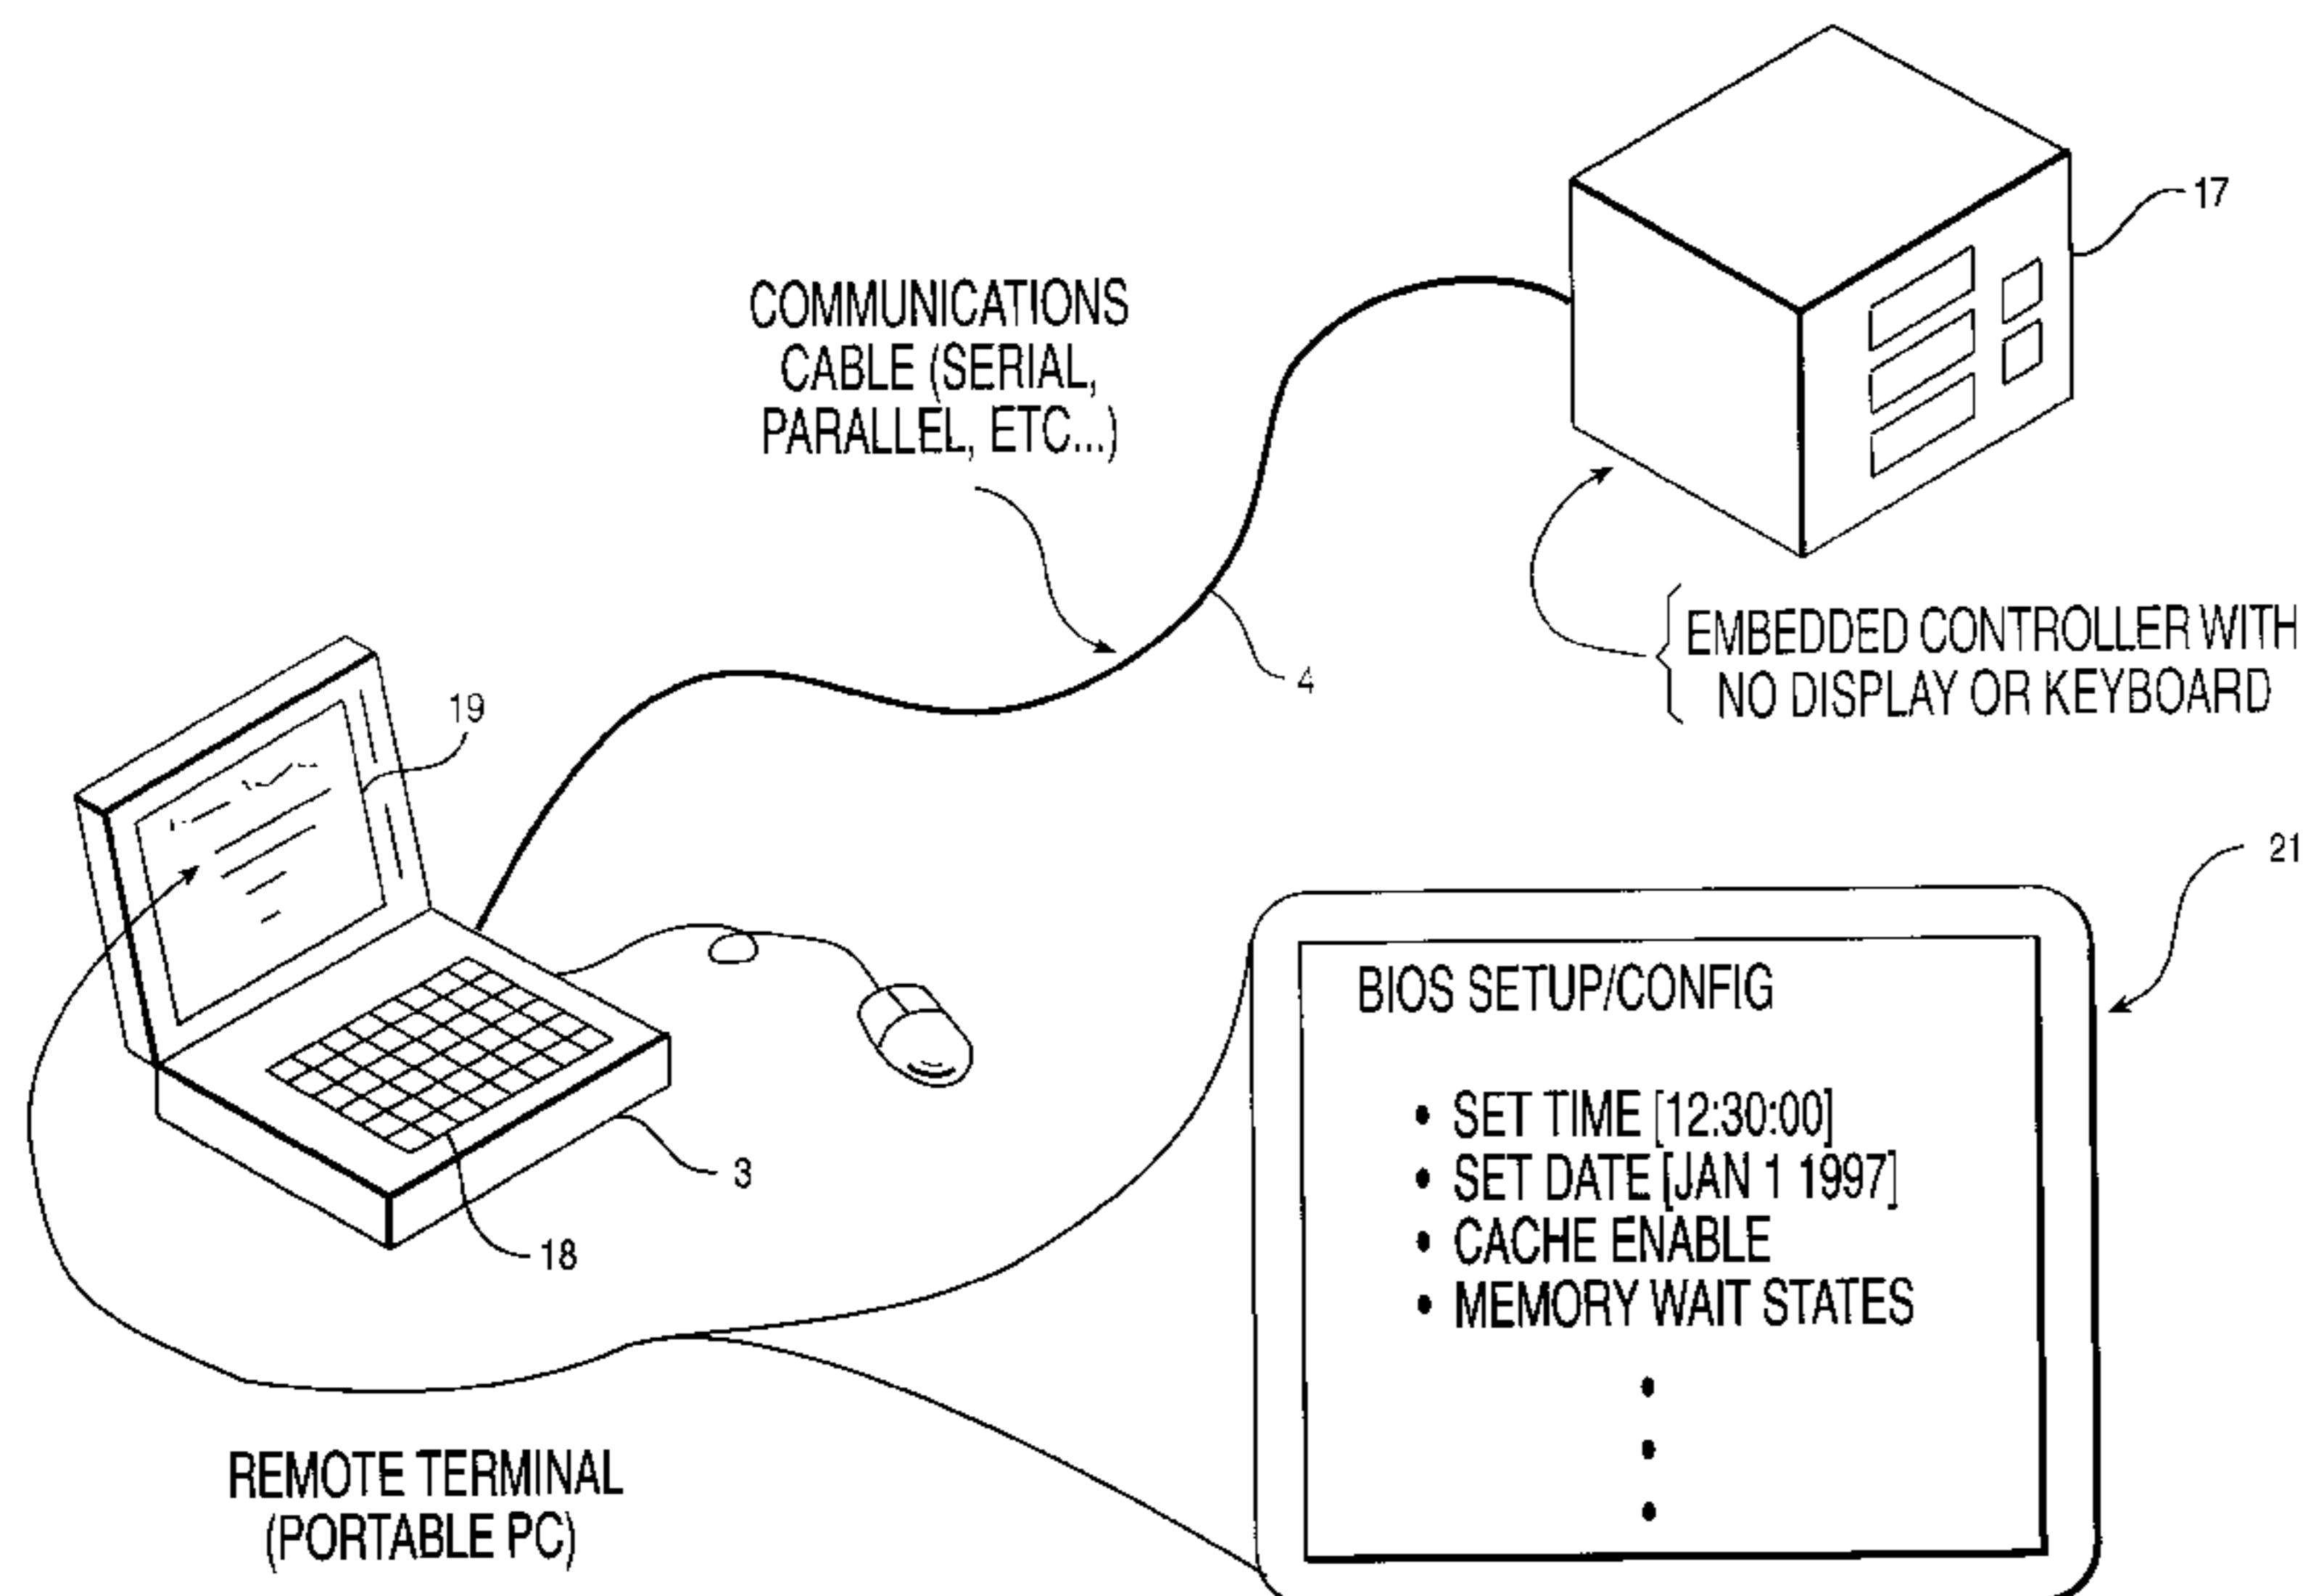 17
COMMUNICATIONS
CABLE (SERIAL,
PARALLEL, ETC...)
EMBEDDED CONTROLLER WITH
NO DISPLAY OR KEYBOARD
4
19
21
BIOS SETUP/CONFIG
• SET TIME [12:30:00]
• SET DATE [JAN 1 1997]
• CACHE ENABLE
• MEMORY WAIT STATES
3
18
REMOTE TERMINAL
(PORTABLE PC)